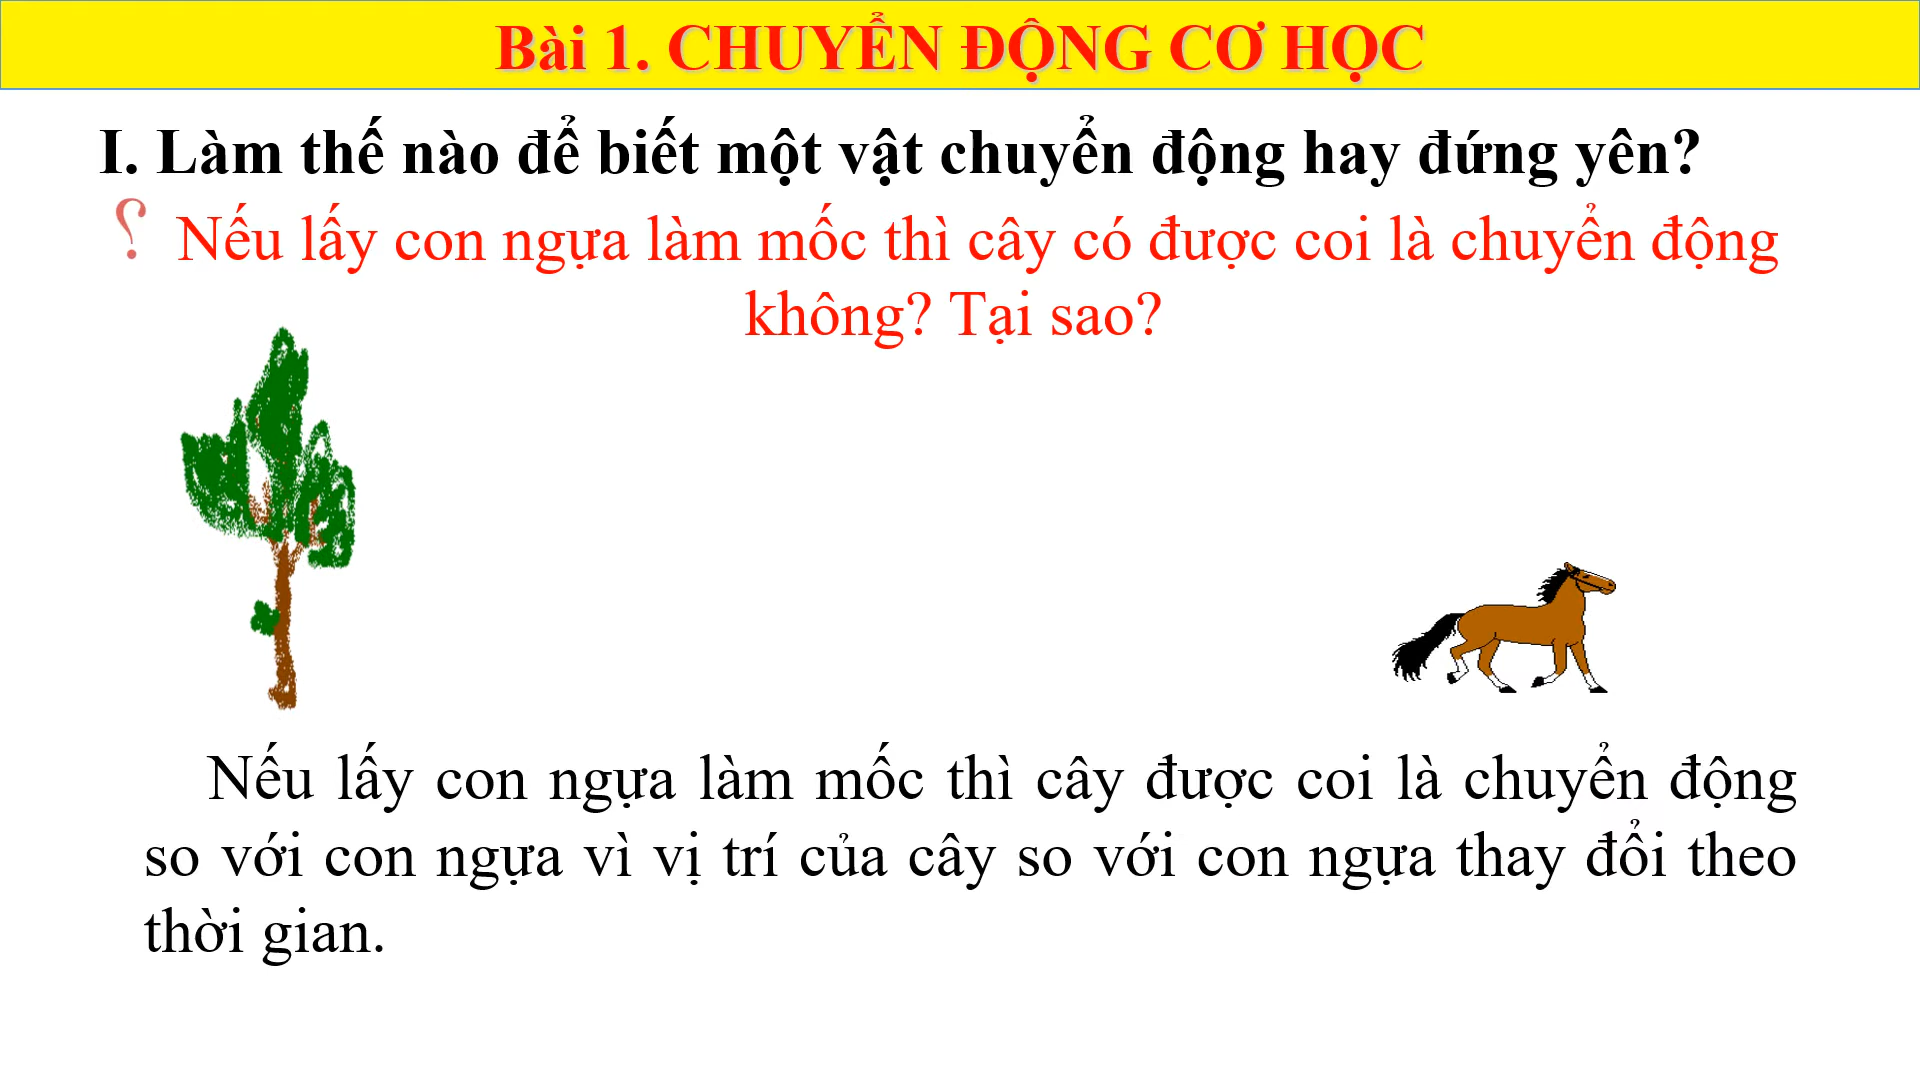 Bài 1. CHUYỂN ĐỘNG CƠ HỌC
I. Làm thế nào để biết một vật chuyển động hay đứng yên?
? Nếu lấy con ngựa làm mốc thì cây có được coi là chuyển động
không? Tại sao?
Nếu lấy con ngựa làm mốc thì cây được coi là chuyển động
so với con ngựa vì vị trí của cây so với con ngựa thay đổi theo
thời gian.